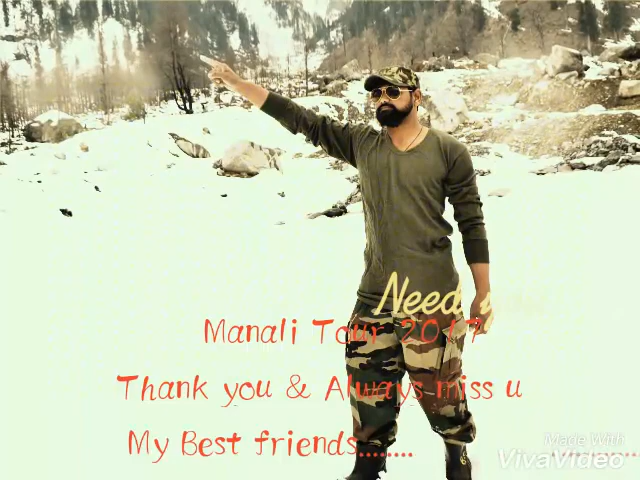 Need
Manali Tour 2017
Thank you & Always miss u
My Best friends........
Made With
VivaVideo